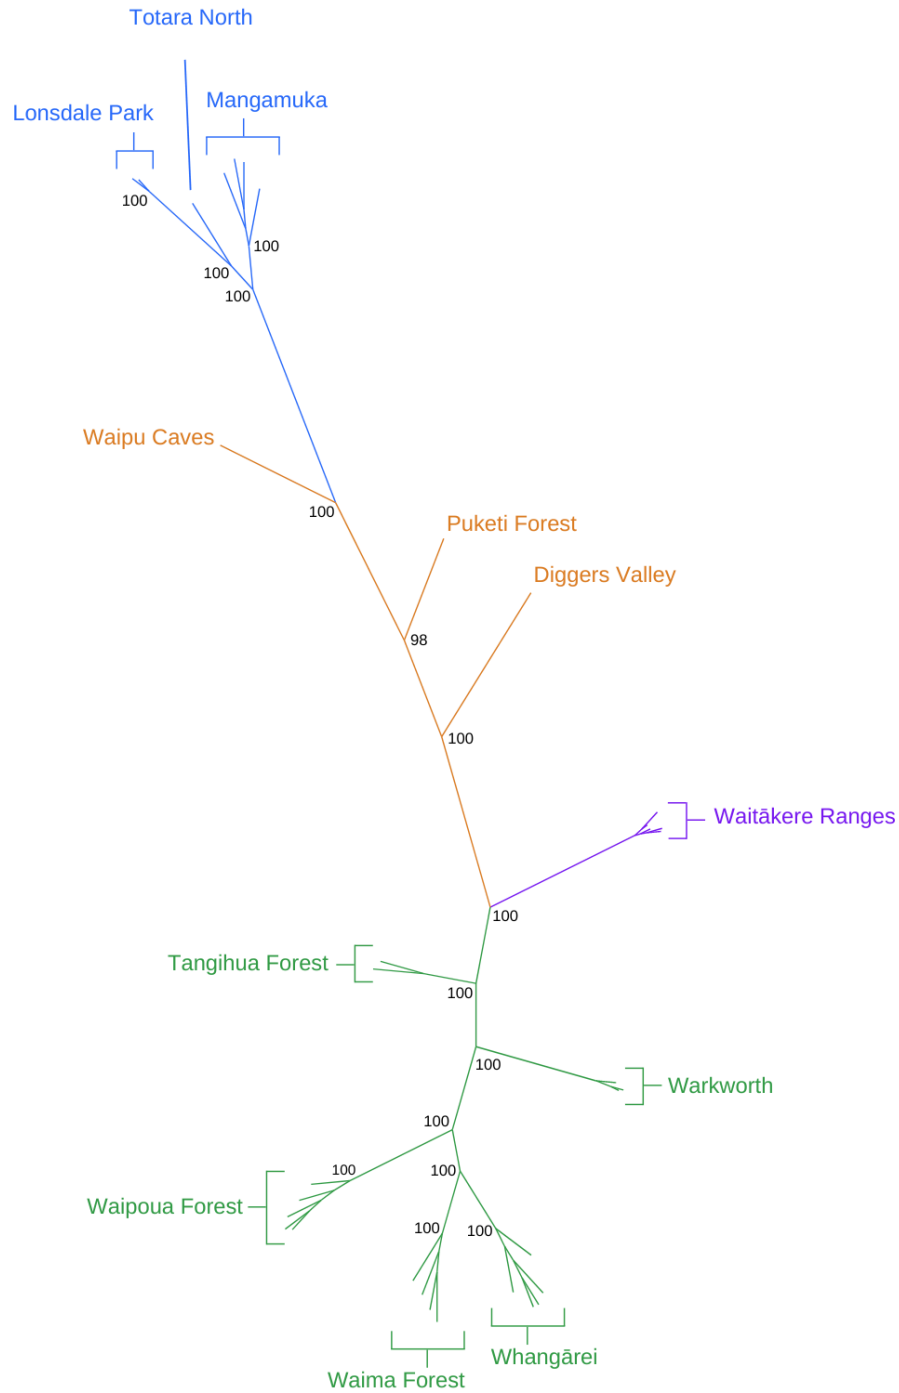 Totara North
Mangamuka
Lonsdale Park
100
100
100
100
Waipu Caves
100
Puketi Forest
Diggers Valley
98
100
Waitākere Ranges
100
Tangihua Forest
100
100
Warkworth
100
100
100
Waipoua Forest
100
100
Whangārei
Waima Forest